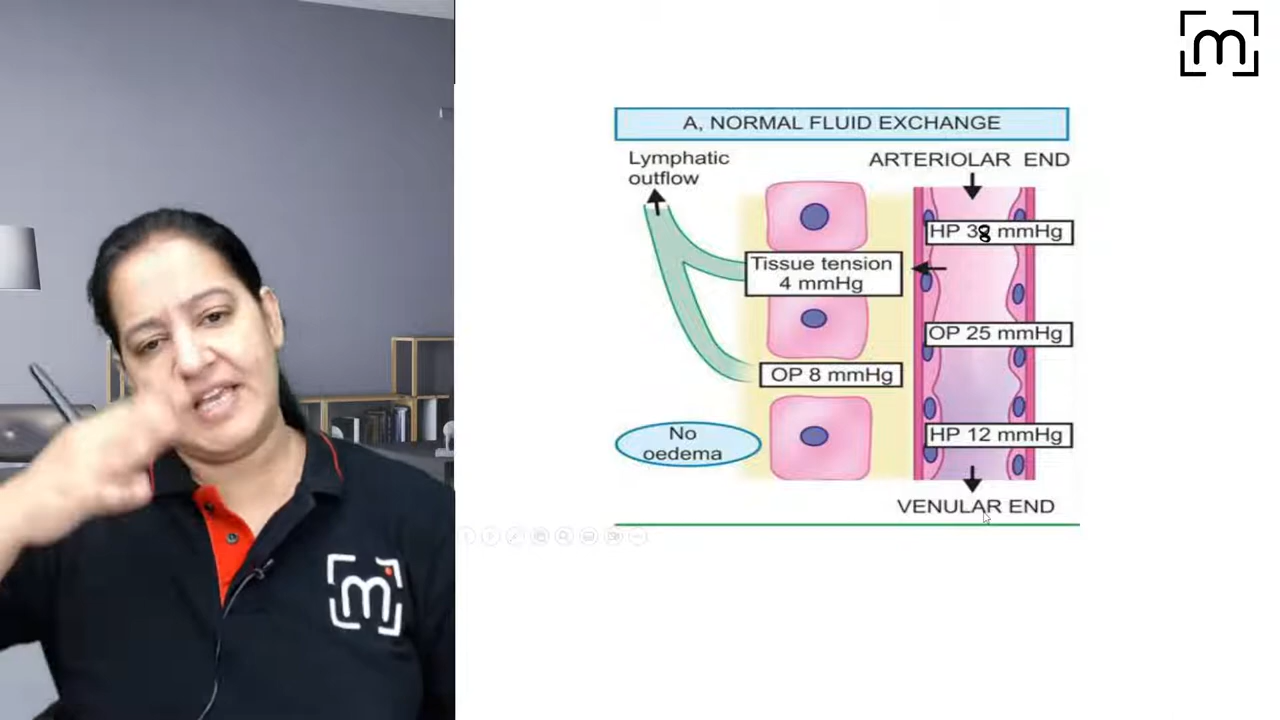 A, NORMAL FLUID EXCHANGE
Lymphatic
outflow
ARTERIOLAR END
HP 38 mmHg
Tissue tension
4 mmHg
OP 25 mmHg
OP 8 mmHg
No
oedema
HP 12 mmHg
VENULAR END
m
m